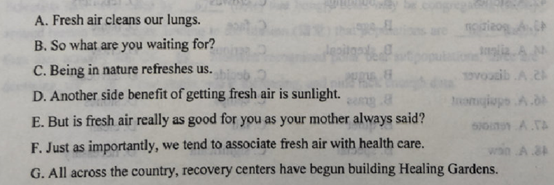 A. Fresh air cleans our lungs.
B. So what are you waiting for?
C. Being in nature refreshes us.
D. Another side benefit of getting fresh air is sunlight.
E. But is fresh air really as good for you as your mother always said?
F. Just as importantly, we tend to associate fresh air with health care.
G. All across the country, recovery centers have begun building Healing Gardens.